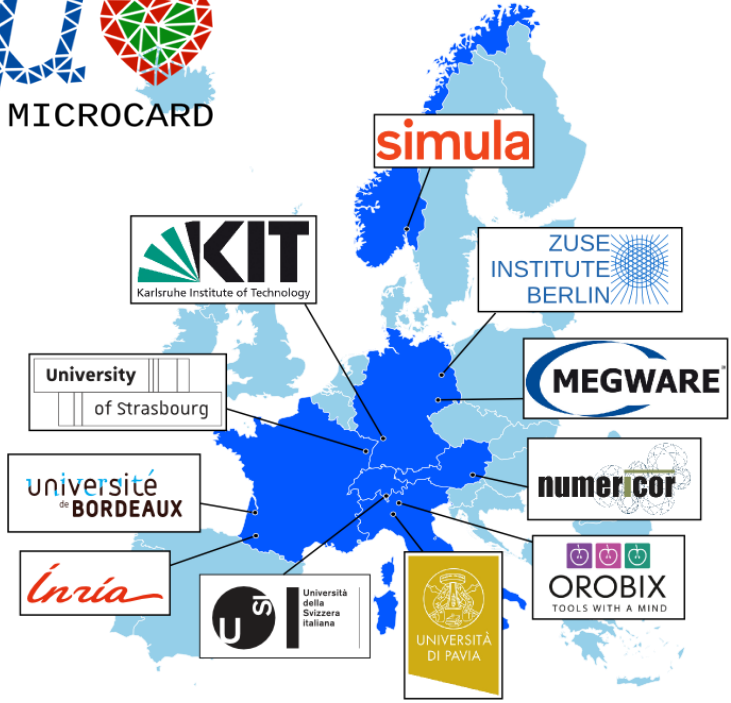 μ
MICROCARD
simula
KIT
Karlsruhe Institute of Technology
ZUSE
INSTITUTE
BERLIN
MEGWARE
University
of Strasbourg
numericor
université
de BORDEAUX
Inria
OROBIX
TOOLS WITH A MIND
U
SI
Università
della
Svizzera
italiana
UNIVERSITÀ
DI PAVIA